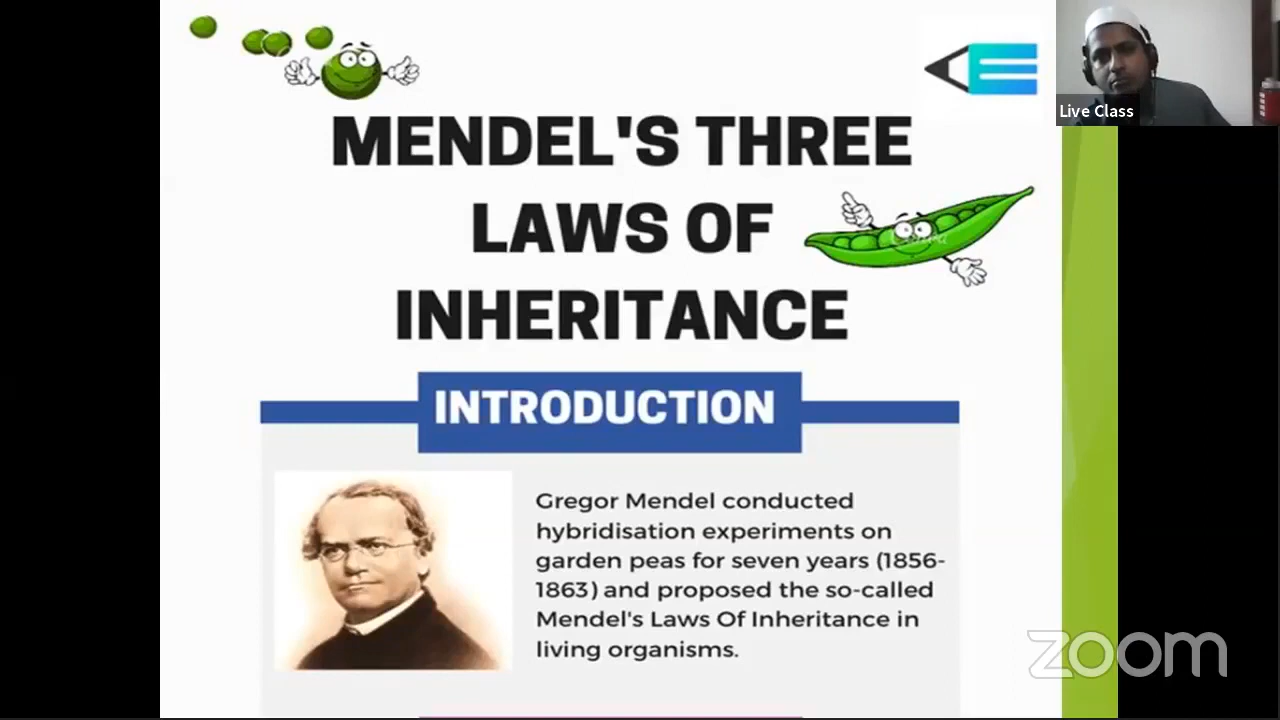 Live Class
MENDEL'S THREE
LAWS OF
INHERITANCE
INTRODUCTION
Gregor Mendel conducted
hybridisation experiments on
garden peas for seven years (1856-
1863) and proposed the so-called
Mendel's Laws Of Inheritance in
living organisms.
zoom